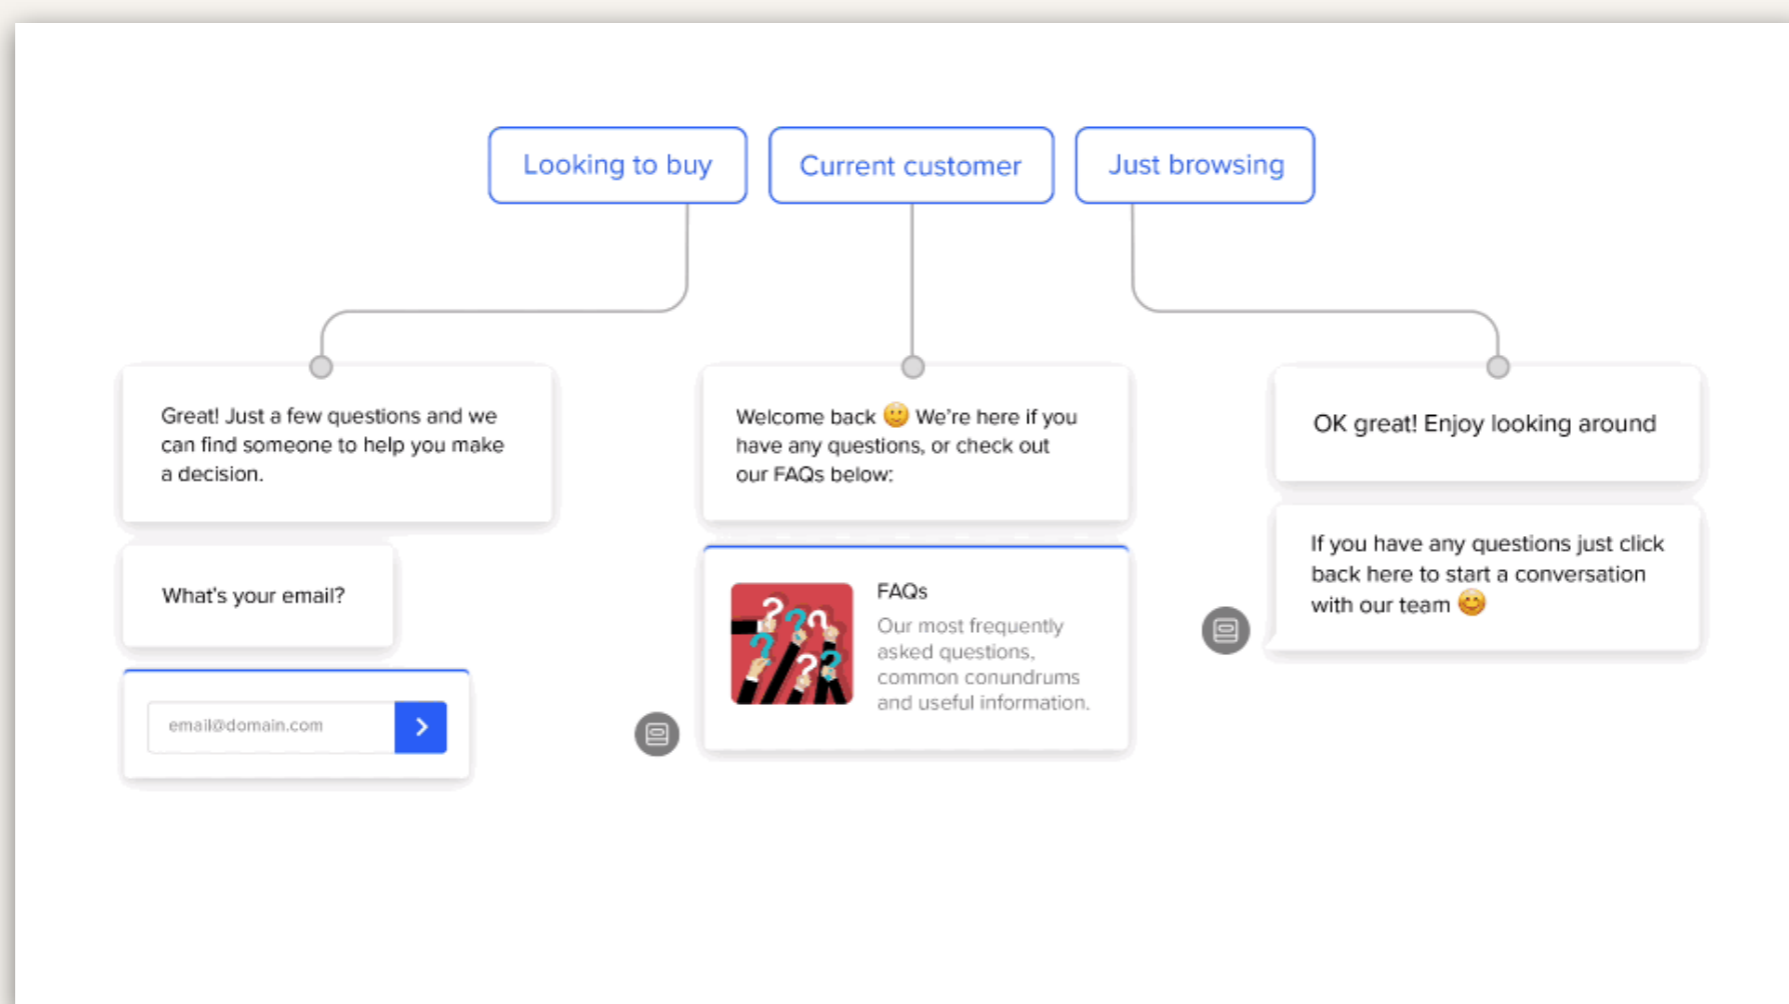 Looking to buy
Current customer
Just browsing
Great! Just a few questions and we
can find someone to help you make
a decision.
What's your email?
email@domain.com
Welcome back 🙂 We're here if you
have any questions, or check out
our FAQs below:
FAQs
Our most frequently
asked questions,
common conundrums
and useful information.
OK great! Enjoy looking around
If you have any questions just click
back here to start a conversation
with our team 😊